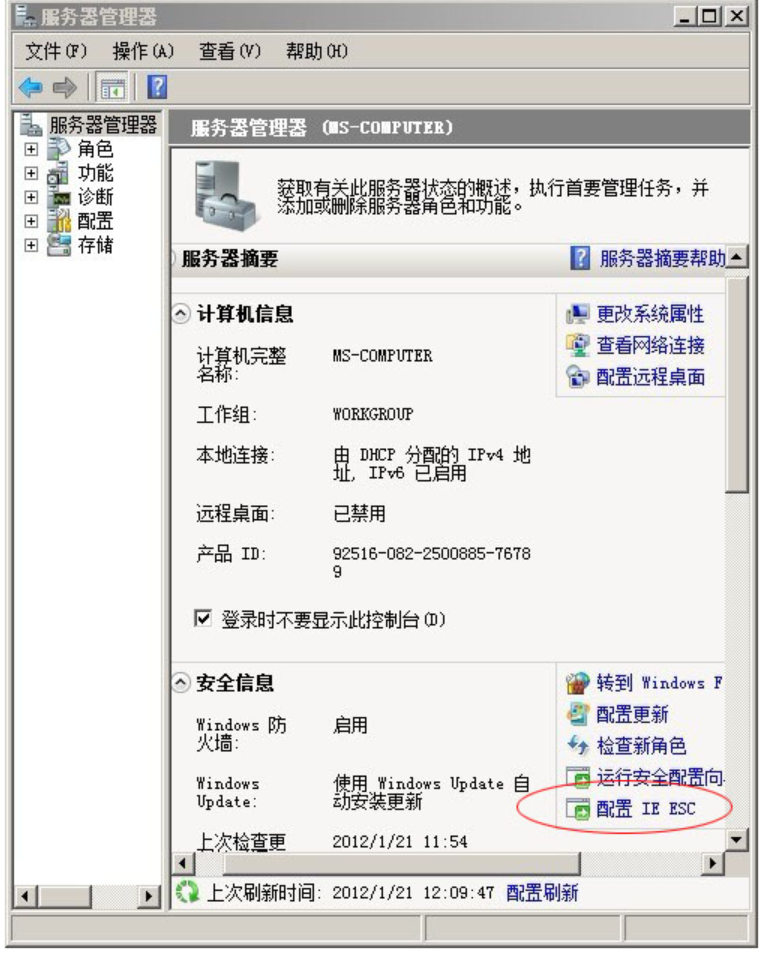 服务器管理器
文件(F) 操作(A) 查看(V) 帮助(H)
服务器管理器
角色
功能
诊断
配置
存储
服务器管理器 (MS-COMPUTER)
获取有关此服务器状态的概述，执行首要管理任务，并
添加或删除服务器角色和功能。
服务器摘要
服务器摘要帮助
计算机信息
更改系统属性
查看网络连接
配置远程桌面
计算机完整
名称:
MS-COMPUTER
工作组:
WORKGROUP
本地连接:
由 DHCP 分配的 IPv4 地
址, IPv6 已启用
远程桌面:
已禁用
产品 ID:
92516-082-2500885-7678
9
登录时不要显示此控制台(D)
安全信息
转到 Windows F
配置更新
检查新角色
运行安全配置向
配置 IE ESC
Windows 防
火墙:
启用
Windows
Update:
使用 Windows Update 自
动安装更新
上次检查更
2012/1/21 11:54
上次刷新时间: 2012/1/21 12:09:47 配置刷新